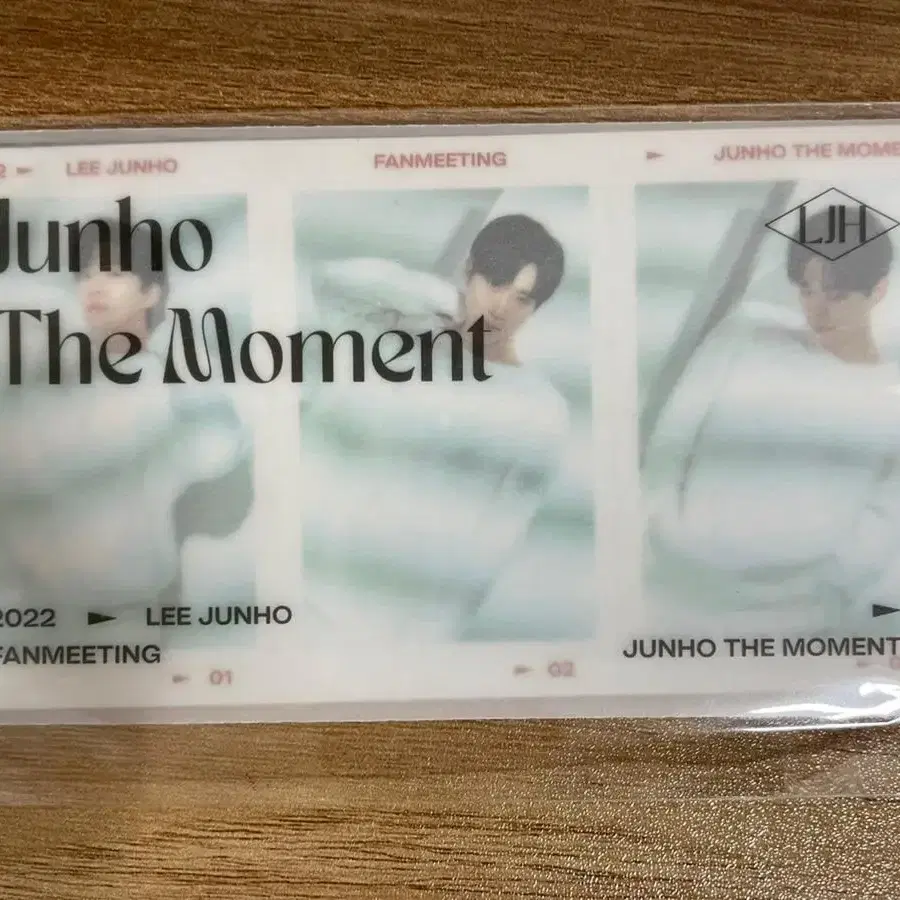 LEE JUNHO
FANMEETING
JUNHO THE MOME
LJH
Junho
The Moment
2022 LEE JUNHO
FANMEETING
JUNHO THE MOMENT
01
02